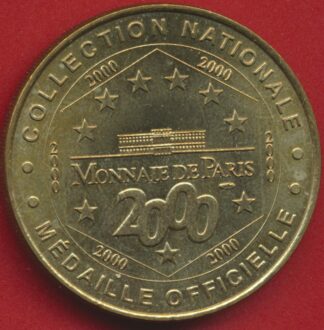 COLLECTION NATIONALE
2000 2000
2000 2000
MONNAIE DE PARIS
2000
2000 2000
MÉDAILLE OFFICIELLE